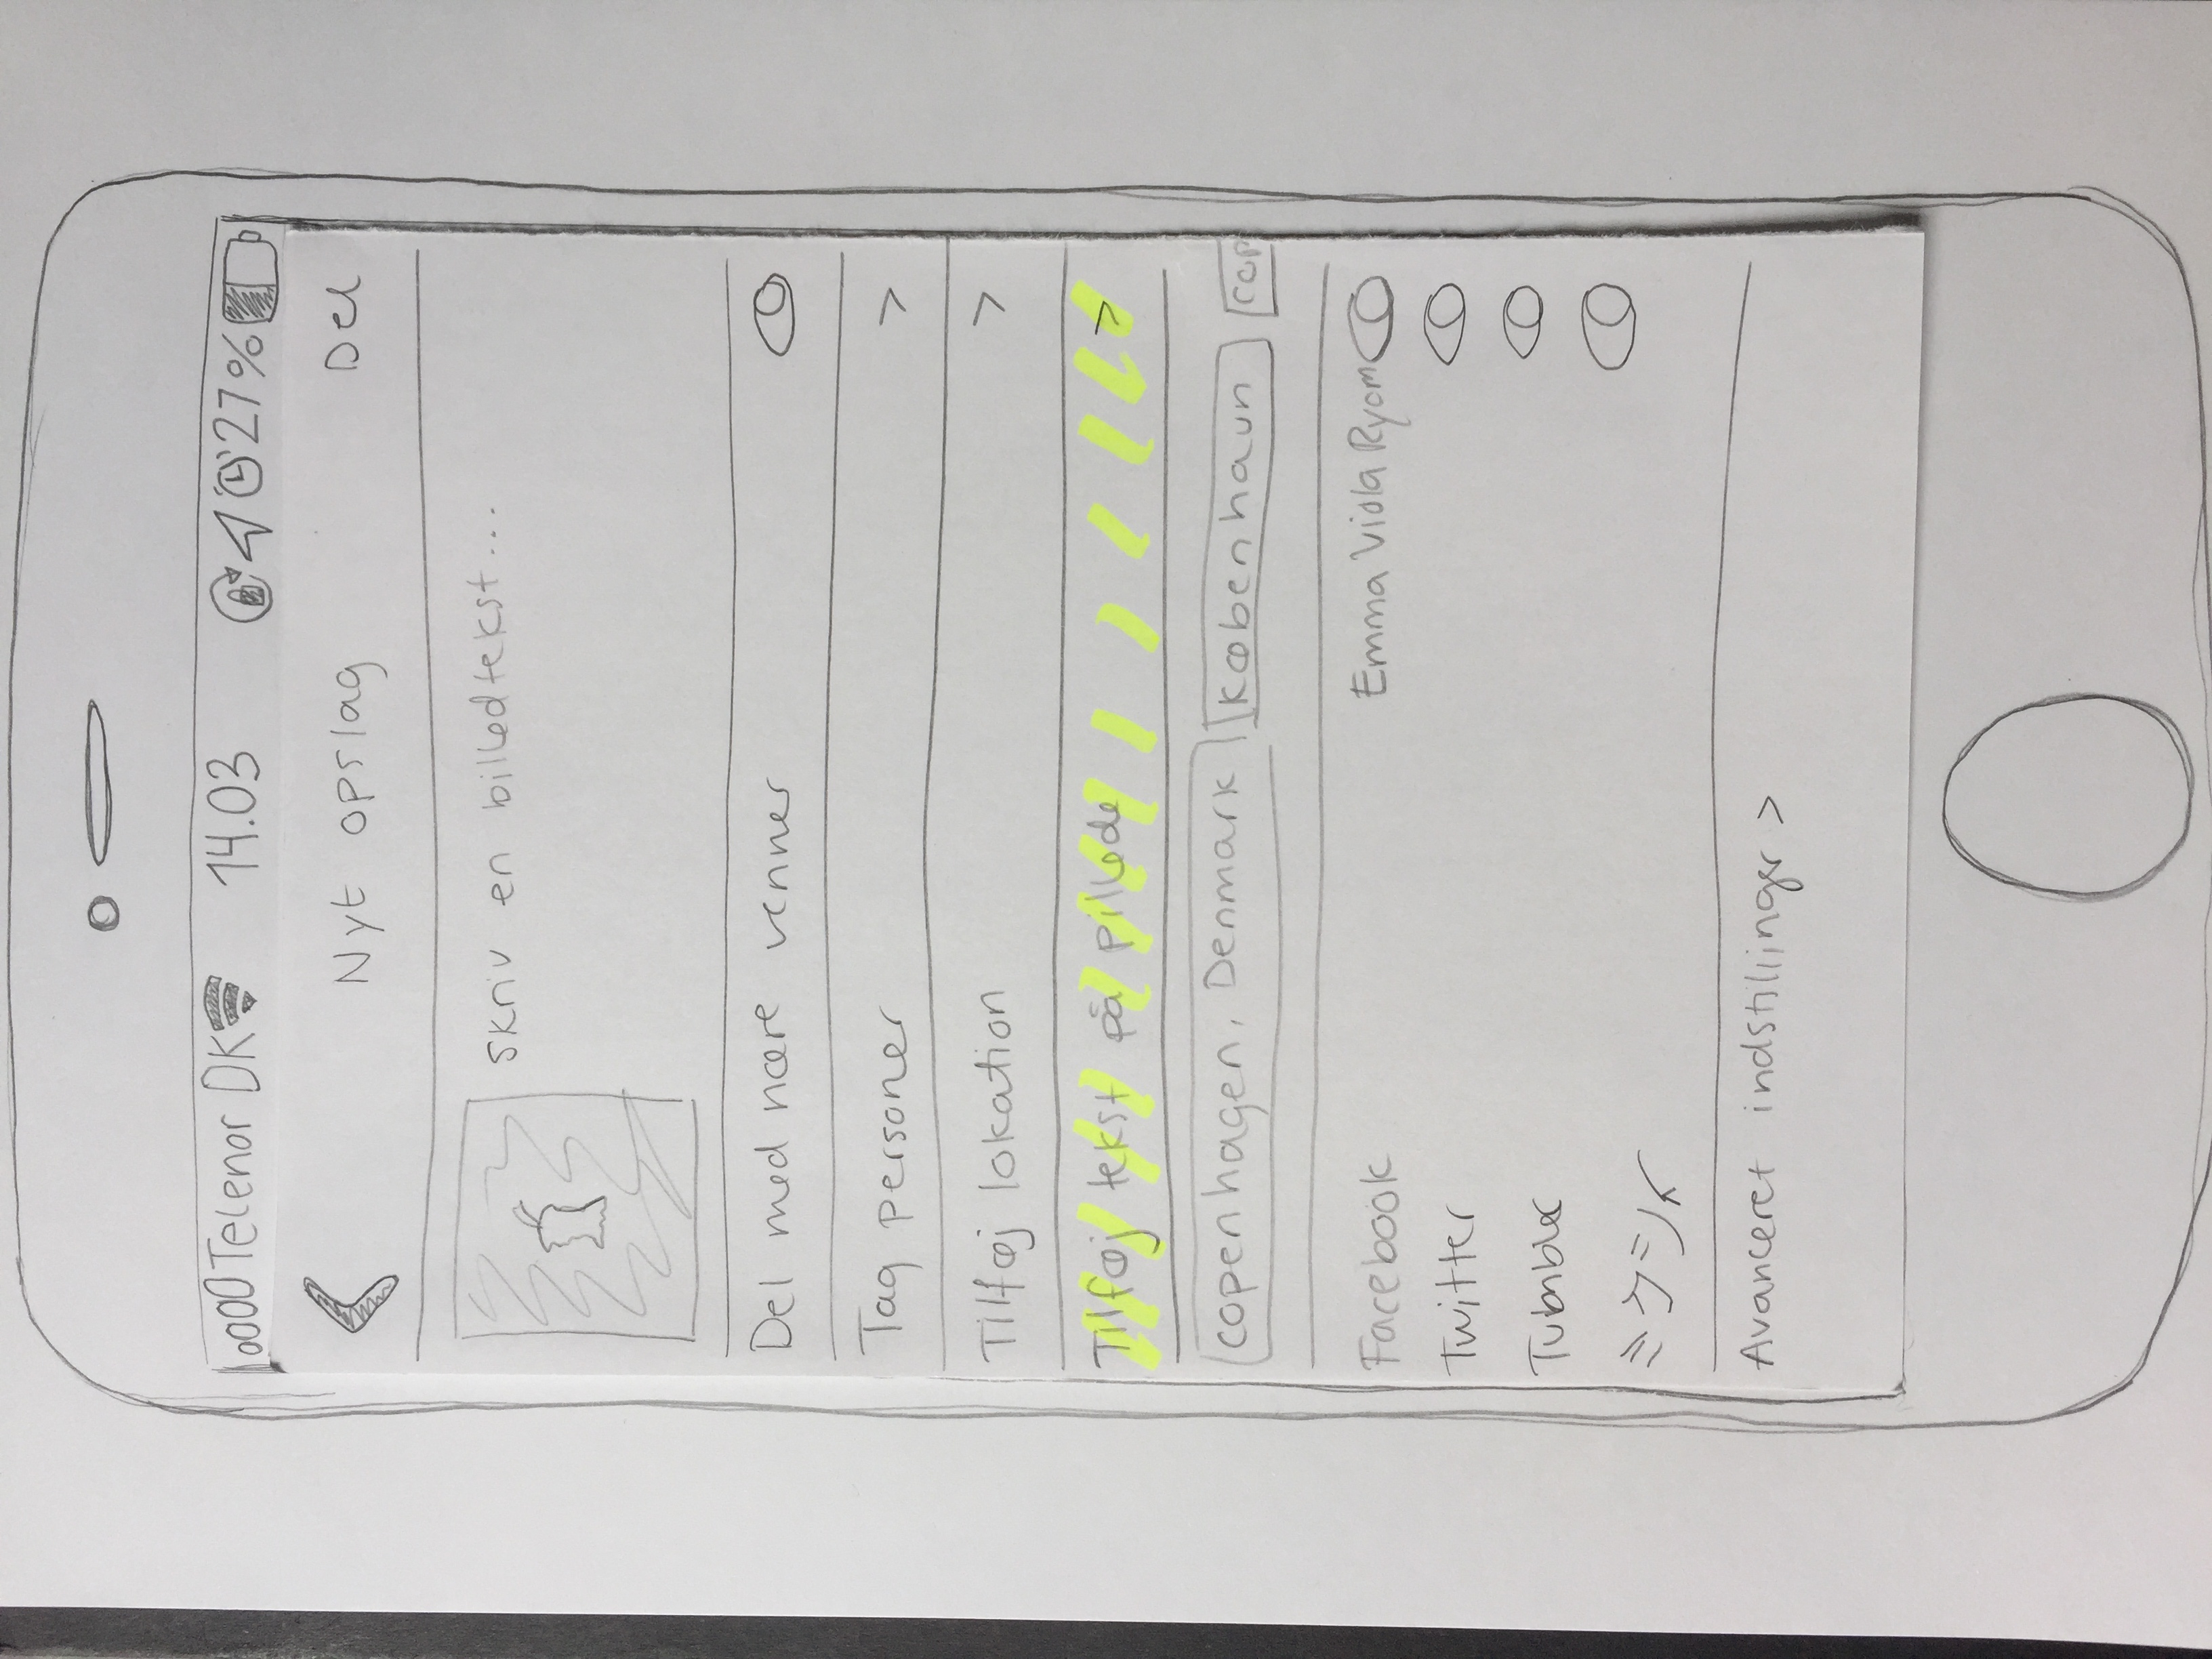 Telenor DK 14.03 27%
Nyt opslag Del
Skriv en billedtekst...
Del med nære venner
Tag personer >
Tilføj lokation >
Tilføj tekst på pillede >
Copenhagen, Denmark København Cop
Facebook Emma Viola Ryom
Twitter
Tumbler
ミクシィ
Avanceret indstillinger >